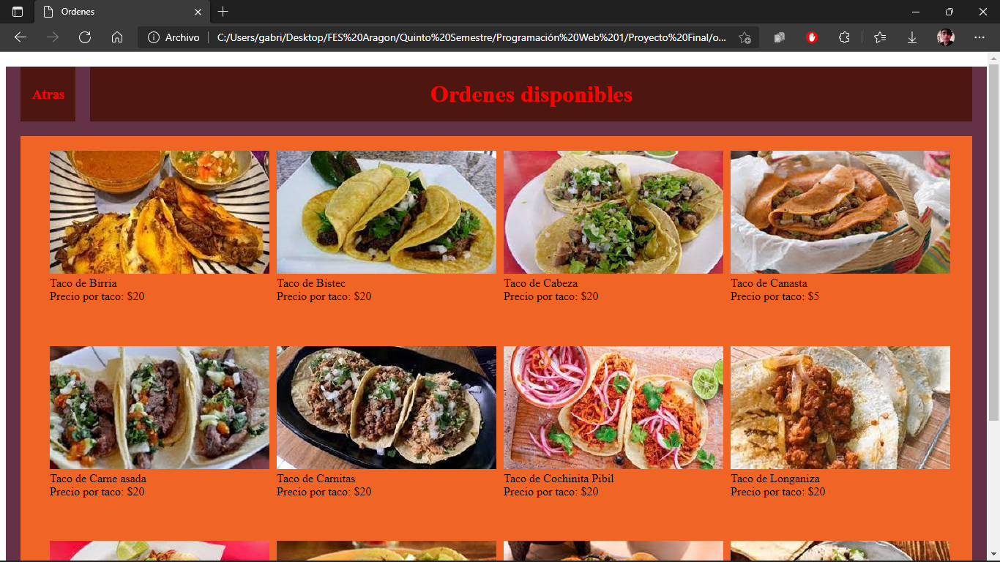 Ordenes
Archivo
C:/Users/gabri/Desktop/FES%20Aragon/Quinto%20Semestre/Programación%20Web%201/Proyecto%20Final/o...
Atras
Ordenes disponibles
Taco de Birria
Precio por taco: $20
Taco de Bistec
Precio por taco: $20
Taco de Cabeza
Precio por taco: $20
Taco de Canasta
Precio por taco: $5
Taco de Carne asada
Precio por taco: $20
Taco de Carnitas
Precio por taco: $20
Taco de Cochinita Pibil
Precio por taco: $20
Taco de Longaniza
Precio por taco: $20